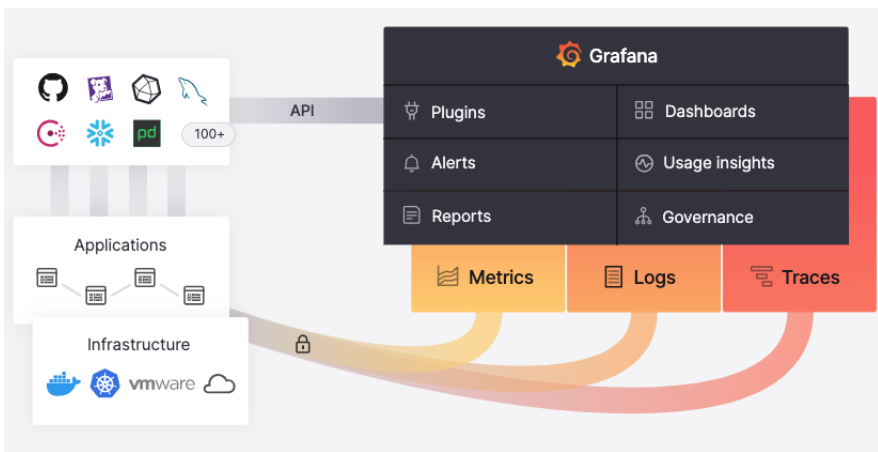 Grafana
API
Plugins
Dashboards
pd
100+
Alerts
Usage insights
Reports
Governance
Applications
Metrics
Logs
Traces
Infrastructure
vmware